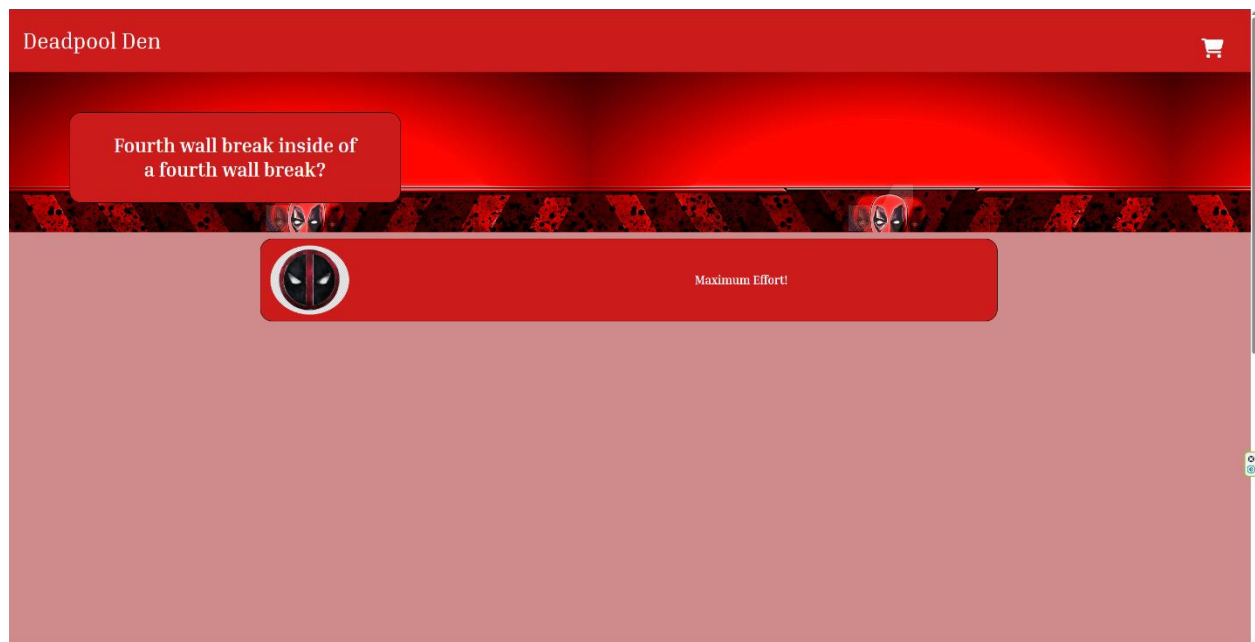 Deadpool Den
Fourth wall break inside of
a fourth wall break?
Maximum Effort!